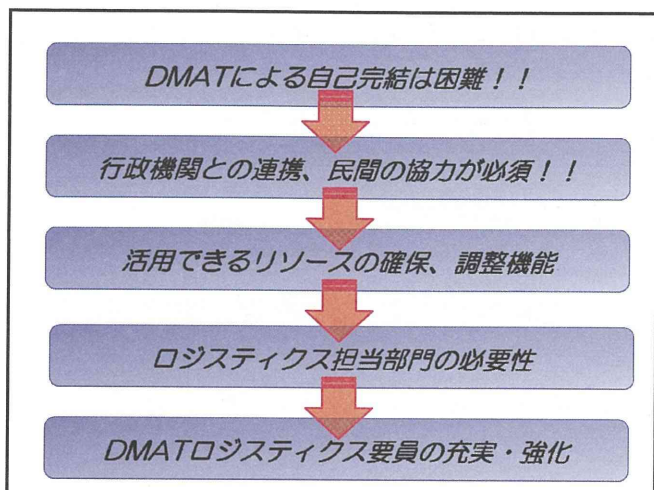 DMATによる自己完結は困難！！
行政機関との連携、民間の協力が必須！！
活用できるリソースの確保、調整機能
ロジスティクス担当部門の必要性
DMATロジスティクス要員の充実・強化